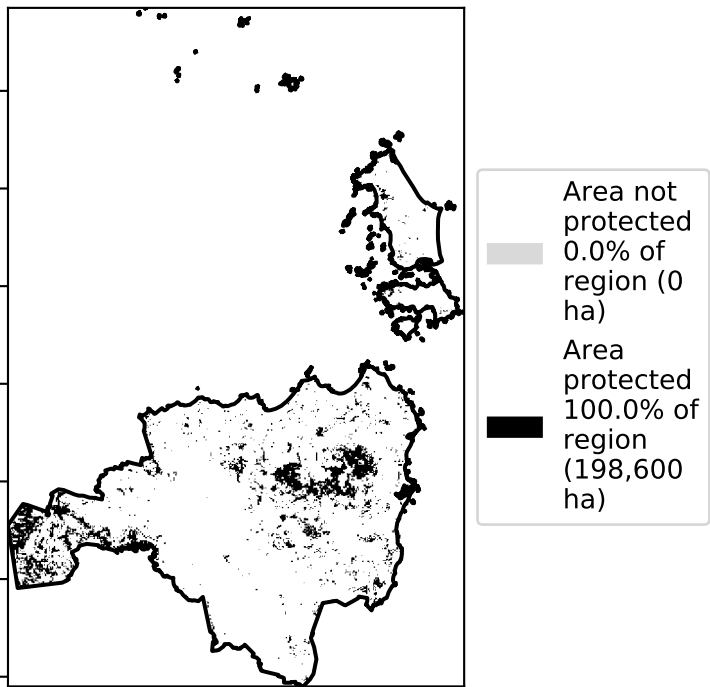 Area not
protected
0.0% of
region (0
ha)
Area
protected
100.0% of
region
(198,600
ha)